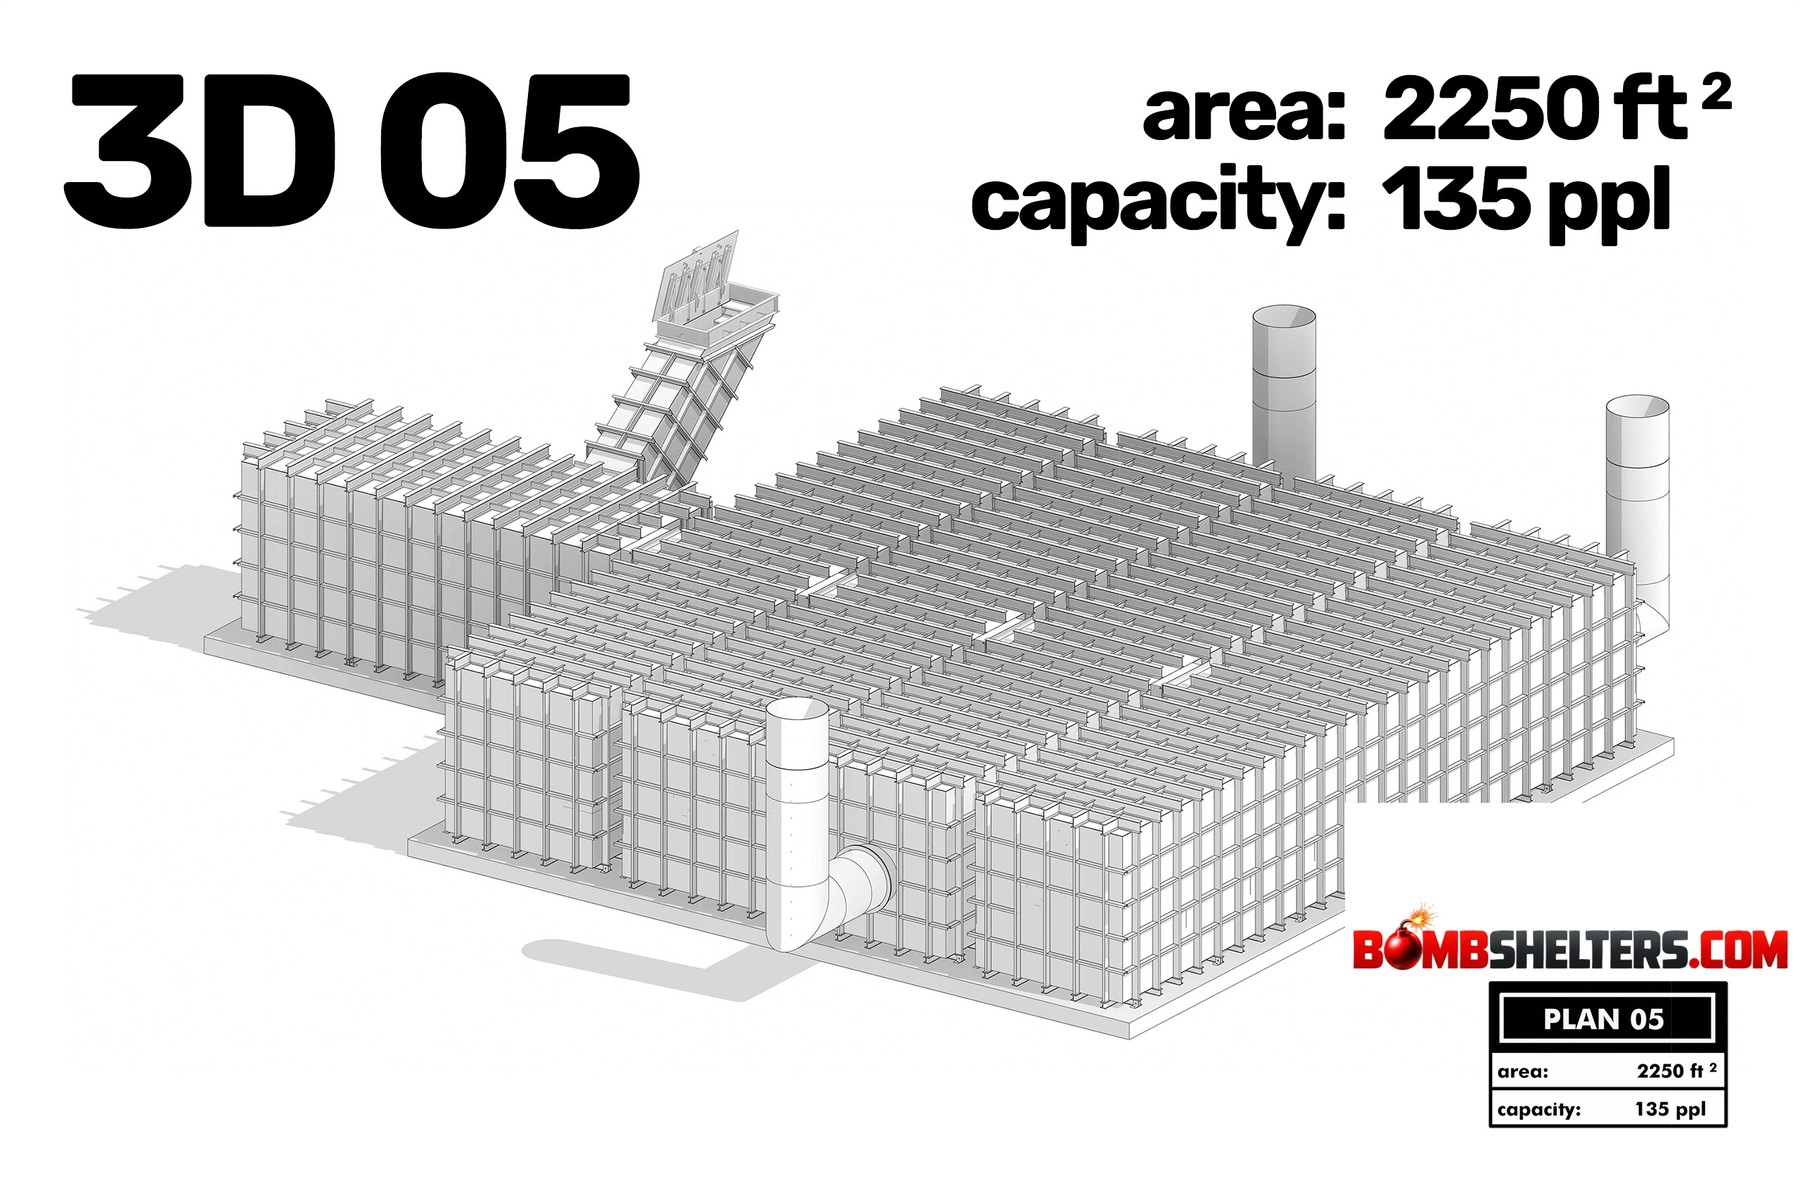 3D 05
area: 2250 ft ²
capacity: 135 ppl
BOMBSHELTERS.COM
PLAN 05
area: 2250 ft ²
capacity: 135 ppl